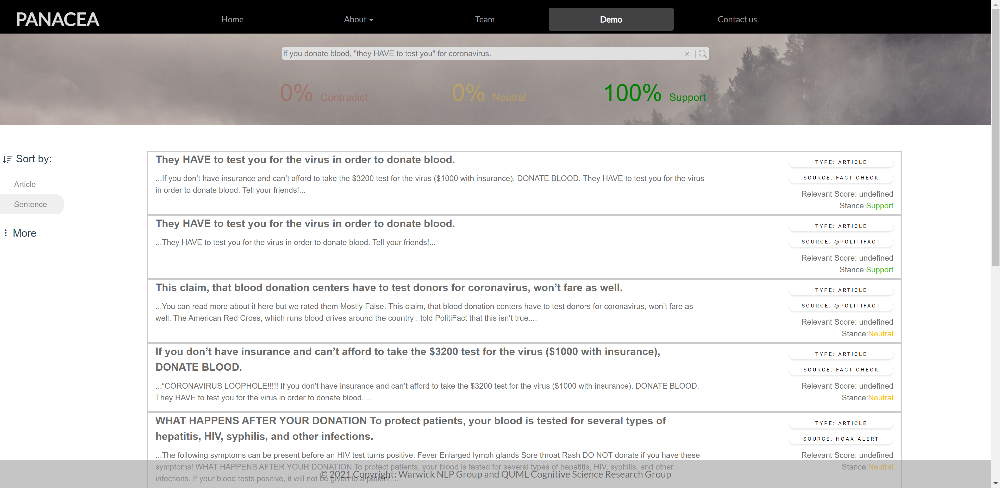 PANACEA
Home
About
Team
Demo
Contact us
If you donate blood, "they HAVE to test you" for coronavirus.
0% Contradict
0% Neutral
100% Support
Sort by:
Article
Sentence
More
They HAVE to test you for the virus in order to donate blood.
...If you don’t have insurance and can’t afford to take the $3200 test for the virus ($1000 with insurance), DONATE BLOOD. They HAVE to test you for the virus
in order to donate blood. Tell your friends!...
TYPE: ARTICLE
SOURCE: FACT CHECK
Relevant Score: undefined
Stance:Support
They HAVE to test you for the virus in order to donate blood.
...They HAVE to test you for the virus in order to donate blood. Tell your friends!...
TYPE: ARTICLE
SOURCE: @POLITIFACT
Relevant Score: undefined
Stance:Support
This claim, that blood donation centers have to test donors for coronavirus, won’t fare as well.
...You can read more about it here but we rated them Mostly False. This claim, that blood donation centers have to test donors for coronavirus, won’t fare as
well. The American Red Cross, which runs blood drives around the country , told PolitiFact that this isn’t true....
TYPE: ARTICLE
SOURCE: @POLITIFACT
Relevant Score: undefined
Stance:Neutral
If you don’t have insurance and can’t afford to take the $3200 test for the virus ($1000 with insurance),
DONATE BLOOD.
...“CORONAVIRUS LOOPHOLE!!!!! If you don’t have insurance and can’t afford to take the $3200 test for the virus ($1000 with insurance), DONATE BLOOD.
They HAVE to test you for the virus in order to donate blood....
TYPE: ARTICLE
SOURCE: FACT CHECK
Relevant Score: undefined
Stance:Neutral
WHAT HAPPENS AFTER YOUR DONATION To protect patients, your blood is tested for several types of
hepatitis, HIV, syphilis, and other infections.
...The following symptoms can be present before an HIV test turns positive: Fever Enlarged lymph glands Sore throat Rash DO NOT donate if you have these
symptoms! WHAT HAPPENS AFTER YOUR DONATION To protect patients, your blood is tested for several types of hepatitis, HIV, syphilis, and other
infections. If your blood tests positive, it will not be given to a patient....
TYPE: ARTICLE
SOURCE: HOAX-ALERT
Relevant Score: undefined
Stance:Neutral
© 2021 Copyright: Warwick NLP Group and QUML Cognitive Science Research Group